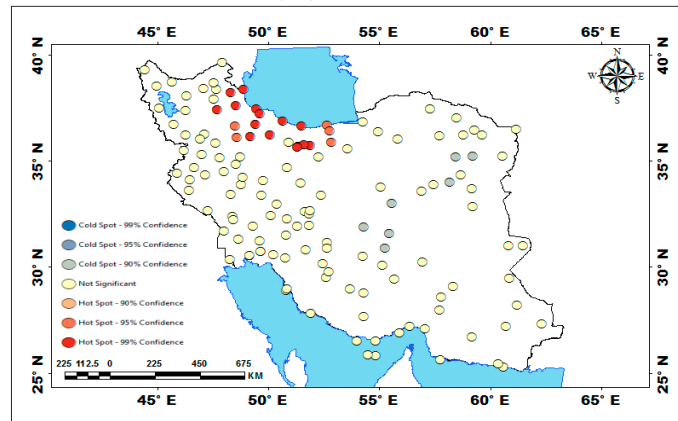 45° E 50° E 55° E 60° E 65° E
40° N
40° N
N
W E
S
35° N
35° N
Cold Spot - 99% Confidence
Cold Spot - 95% Confidence
Cold Spot - 90% Confidence
Not Significant
Hot Spot - 90% Confidence
Hot Spot - 95% Confidence
Hot Spot - 99% Confidence
30° N
30° N
225 112.5 0 225 450 675
KM
25° N
25° N
45° E 50° E 55° E 60° E 65° E